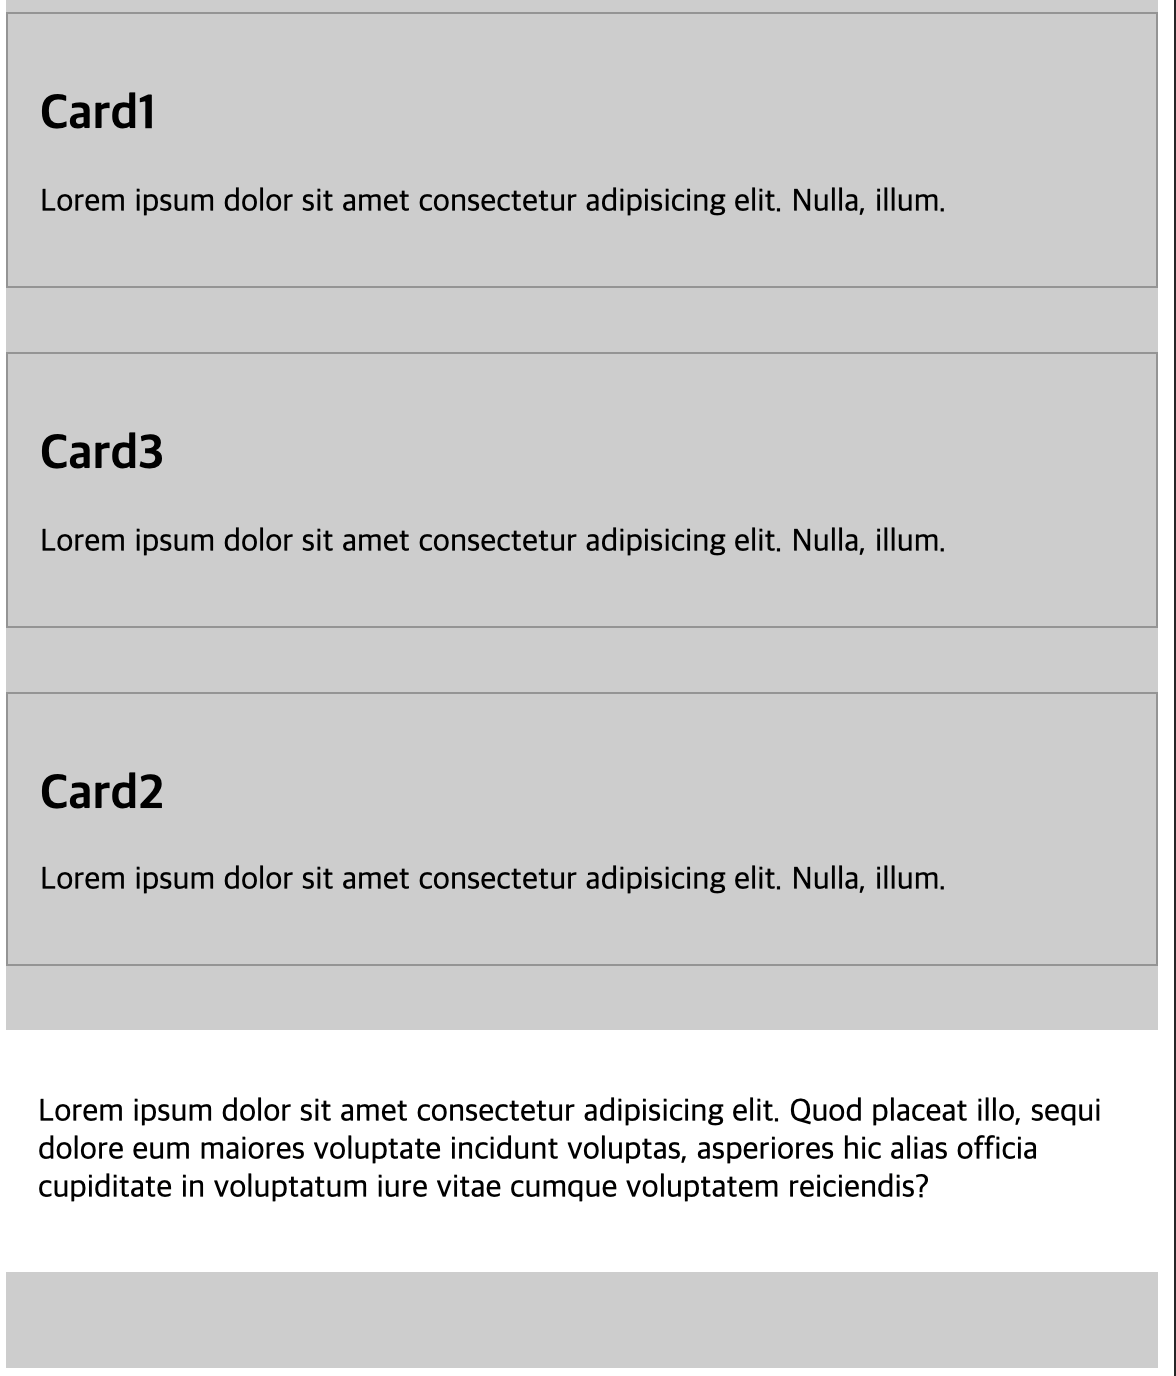 Card1
Lorem ipsum dolor sit amet consectetur adipisicing elit. Nulla, illum.
Card3
Lorem ipsum dolor sit amet consectetur adipisicing elit. Nulla, illum.
Card2
Lorem ipsum dolor sit amet consectetur adipisicing elit. Nulla, illum.
Lorem ipsum dolor sit amet consectetur adipisicing elit. Quod placeat illo, sequi
dolore eum maiores voluptate incidunt voluptas, asperiores hic alias officia
cupiditate in voluptatum iure vitae cumque voluptatem reiciendis?